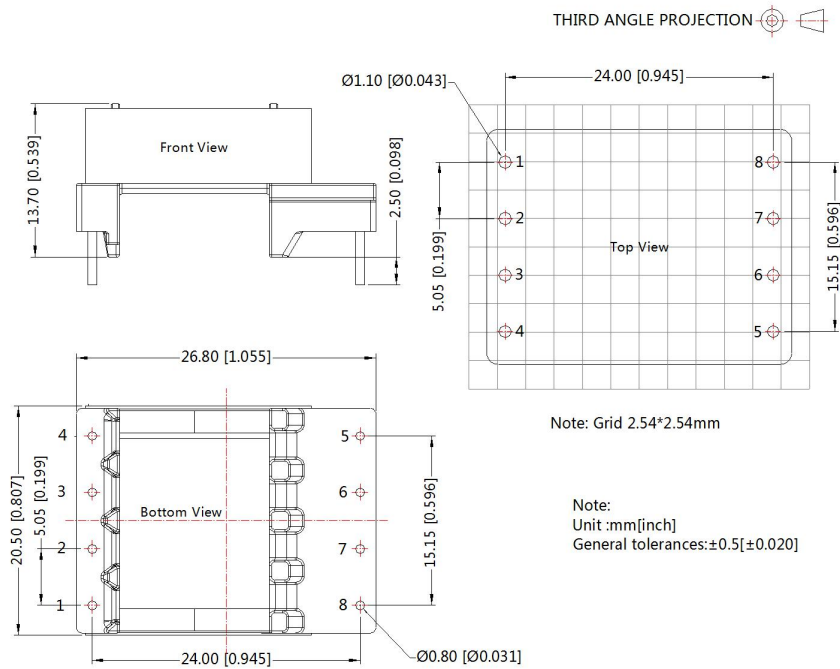 THIRD ANGLE PROJECTION
Ø1.10 [Ø0.043]
24.00 [0.945]
13.70 [0.539]
Front View
2.50 [0.098]
1
8
2
7
5.05 [0.199]
Top View
15.15 [0.596]
3
6
4
5
26.80 [1.055]
Note: Grid 2.54*2.54mm
4
5
20.50 [0.807]
5.05 [0.199]
3
6
Bottom View
15.15 [0.596]
2
7
1
8
Note:
Unit :mm[inch]
General tolerances:±0.5[±0.020]
24.00 [0.945]
Ø0.80 [Ø0.031]